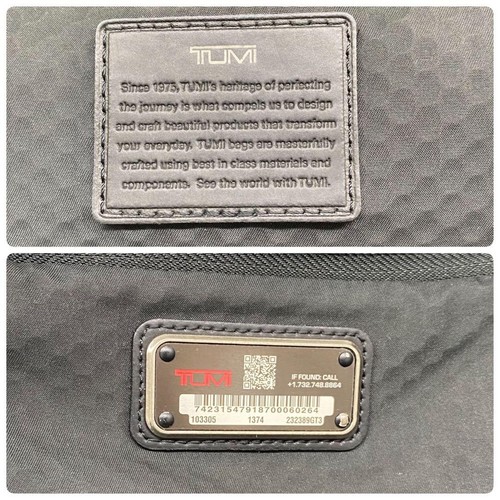 TUMI
Since 1975, TUMI's heritage of perfecting
the journey is what compels us to design
and craft beautiful products that transform
your everyday. TUMI bags are masterfully
crafted using best in class materials and
components. See the world with TUMI.
TUMI
IF FOUND: CALL
+1.732.748.8864
74231547918700060264
103305 1374 232389GT3